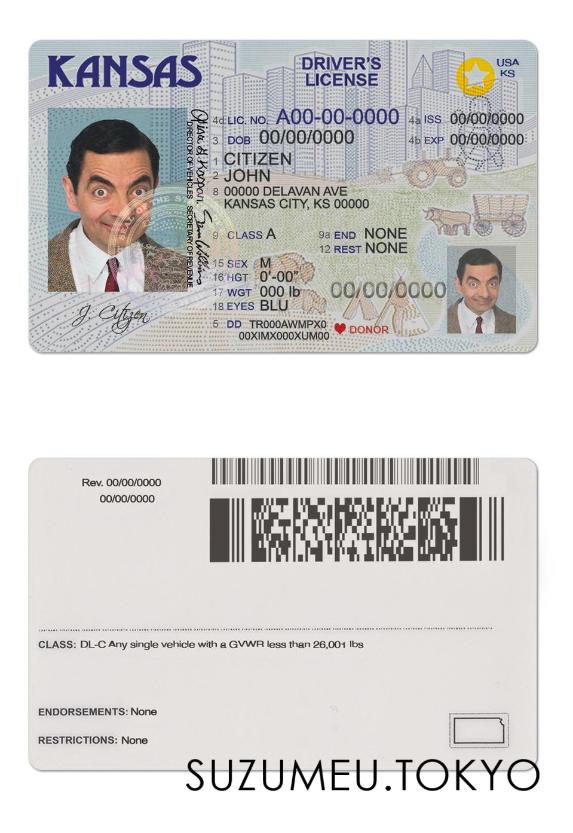 KANSAS
DRIVER'S
LICENSE
USA
KS
4d LIC. NO. A00-00-0000
4a ISS 00/00/0000
3 DOB 00/00/0000
4b EXP 00/00/0000
1 CITIZEN
2 JOHN
8 00000 DELAVAN AVE
KANSAS CITY, KS 00000
9 CLASS A
9a END NONE
12 REST NONE
15 SEX M
16 HGT 0'-00"
17 WGT 000 lb
00/00/0000
18 EYES BLU
5 DD TR000AWMPX0
00XIMX000XUM00
DONOR
DIRECTOR OF VEHICLES SECRETARY OF REVENUE
J. Citizen
Rev. 00/00/0000
00/00/0000
CLASS: DL-C Any single vehicle with a GVWR less than 26,001 lbs
ENDORSEMENTS: None
RESTRICTIONS: None
SUZUMEU.TOKYO